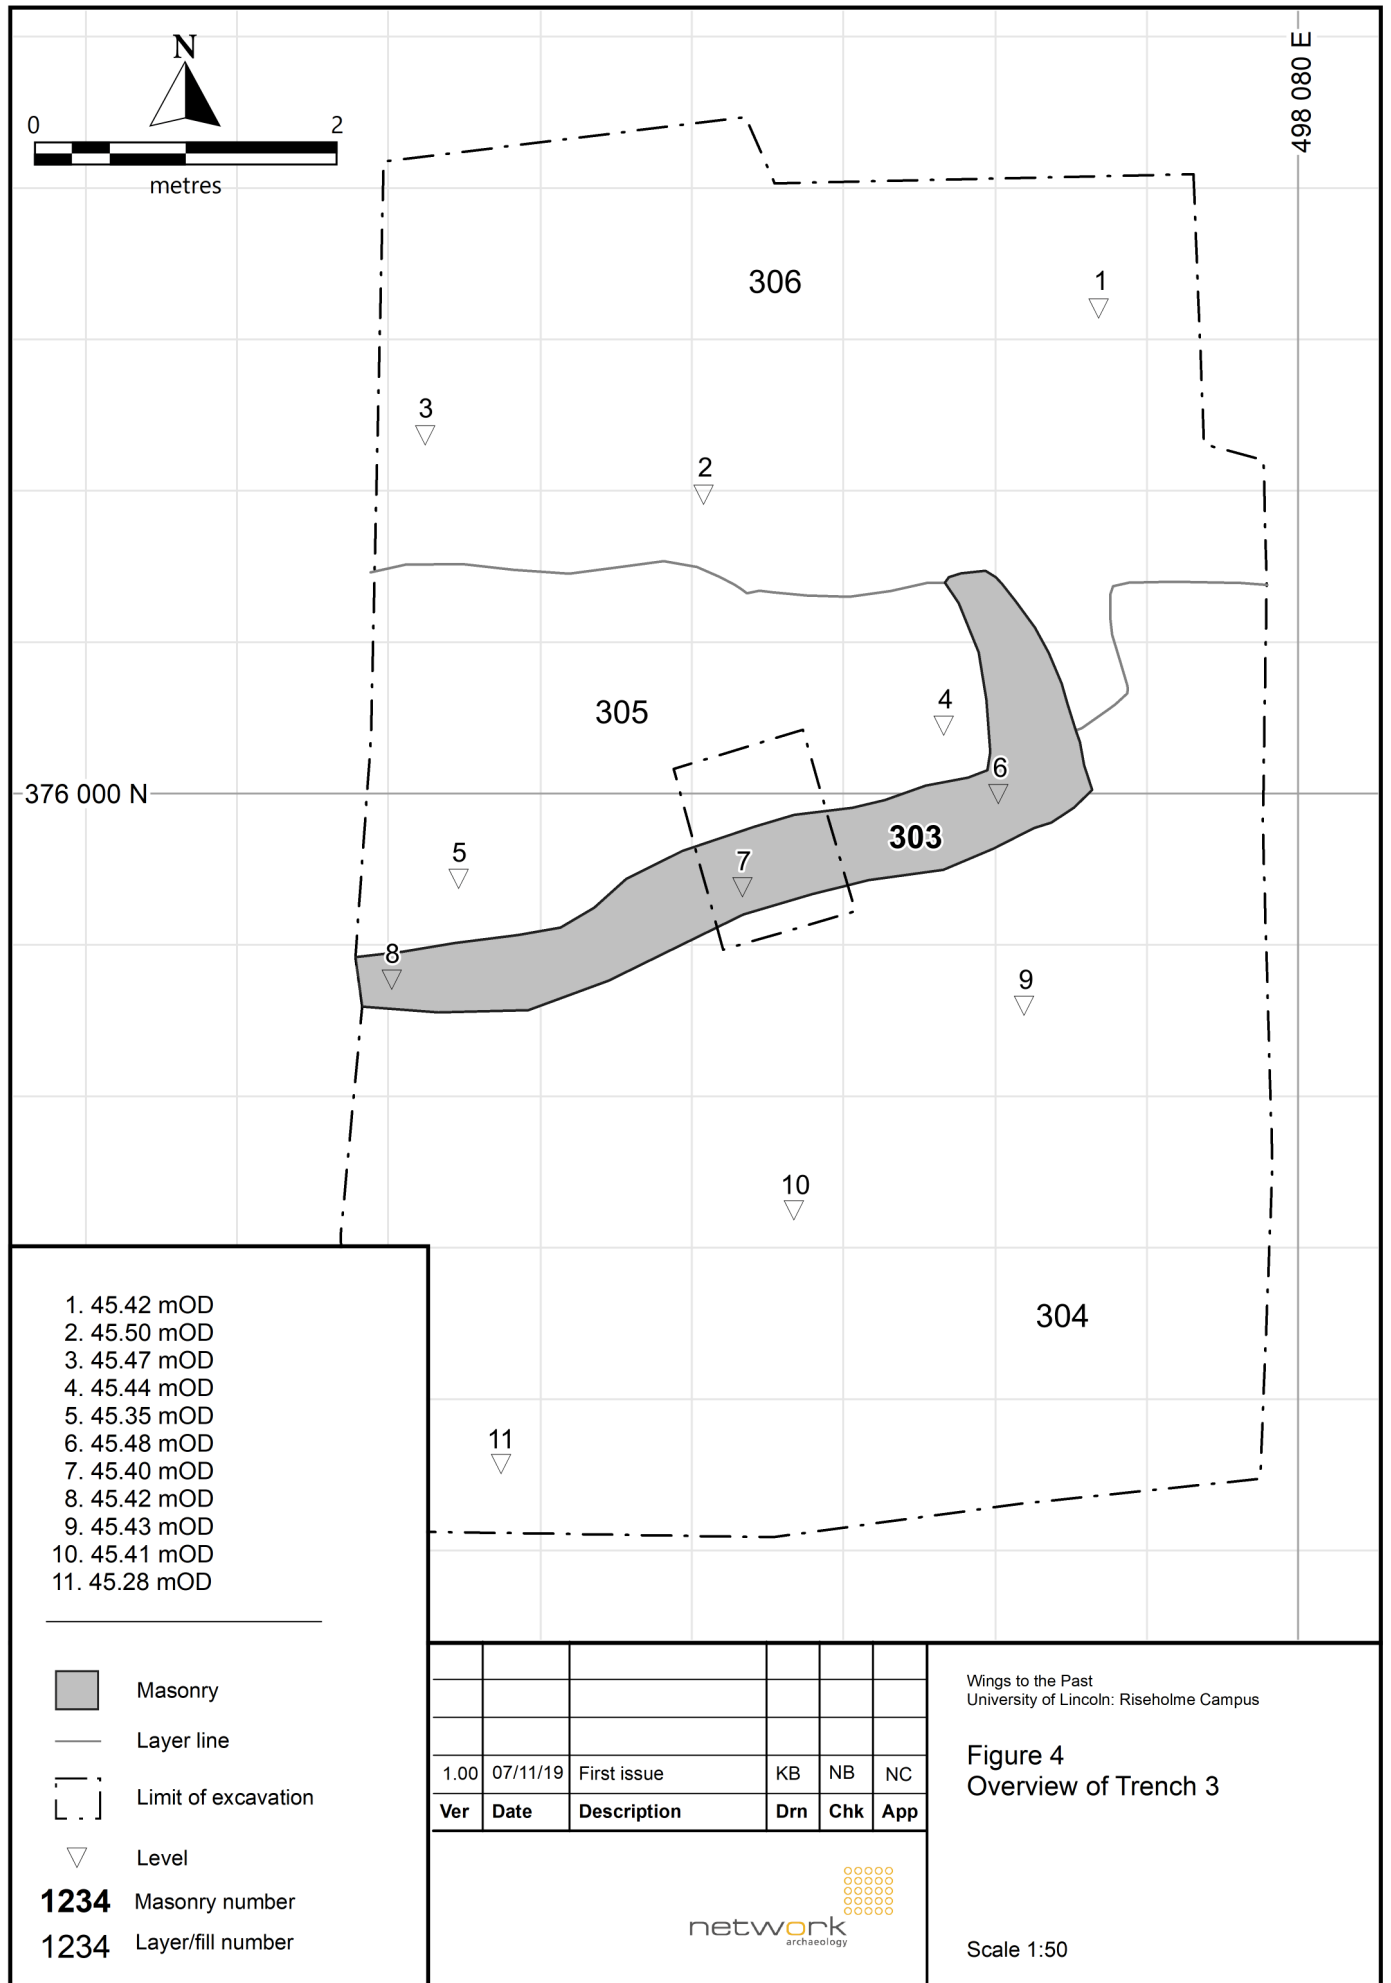 N
0 2
metres
498 080 E
306
1
3
2
305
4
376 000 N
6
303
5
7
8
9
10
304
11
1. 45.42 mOD
2. 45.50 mOD
3. 45.47 mOD
4. 45.44 mOD
5. 45.35 mOD
6. 45.48 mOD
7. 45.40 mOD
8. 45.42 mOD
9. 45.43 mOD
10. 45.41 mOD
11. 45.28 mOD
Masonry
Layer line
Limit of excavation
Level
1234 Masonry number
1234 Layer/fill number
1.00 07/11/19 First issue KB NB NC
Ver Date Description Drn Chk App
network
archaeology
Wings to the Past
University of Lincoln: Riseholme Campus
Figure 4
Overview of Trench 3
Scale 1:50